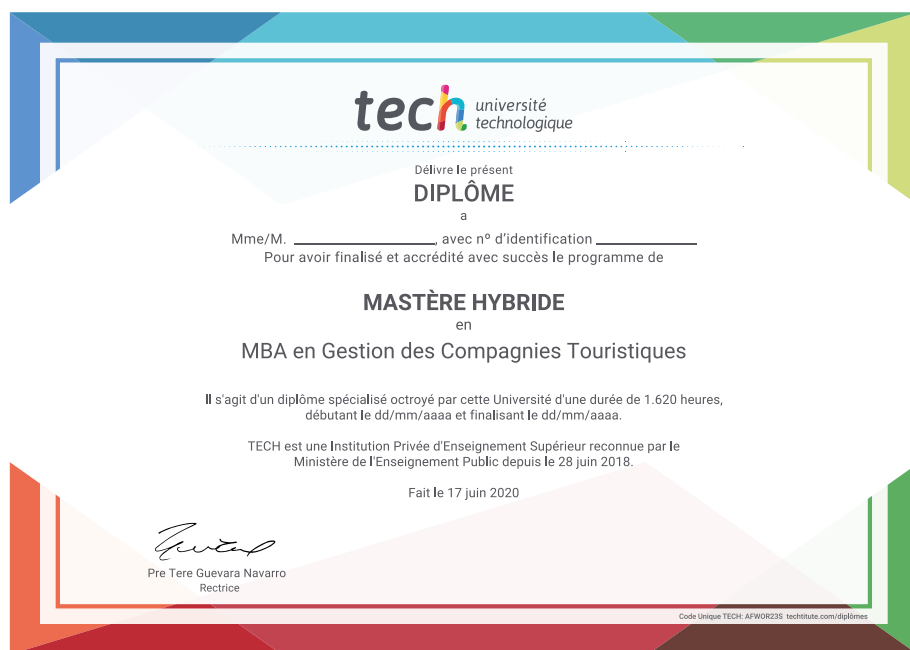 tech université
technologique
Délivre le présent
DIPLÔME
a
Mme/M. ________________, avec nº d'identification ____________
Pour avoir finalisé et accrédité avec succès le programme de
MASTÈRE HYBRIDE
en
MBA en Gestion des Compagnies Touristiques
Il s'agit d'un diplôme spécialisé octroyé par cette Université d'une durée de 1.620 heures,
débutant le dd/mm/aaaa et finalisant le dd/mm/aaaa.
TECH est une Institution Privée d'Enseignement Supérieur reconnue par le
Ministère de l'Enseignement Public depuis le 28 juin 2018.
Fait le 17 juin 2020
Pre Tere Guevara Navarro
Rectrice
Code Unique TECH: AFWOR23S techtitute.com/diplômes